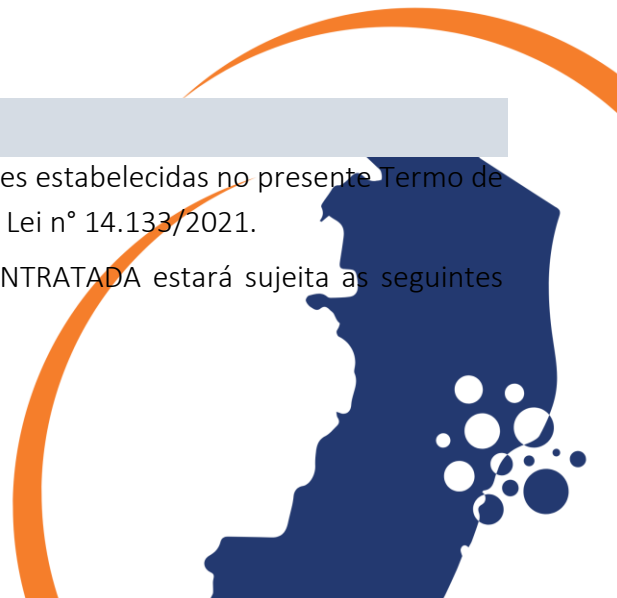 es estabelecidas no presente Termo de
Lei n° 14.133/2021.
NTRATADA estará sujeita as seguintes